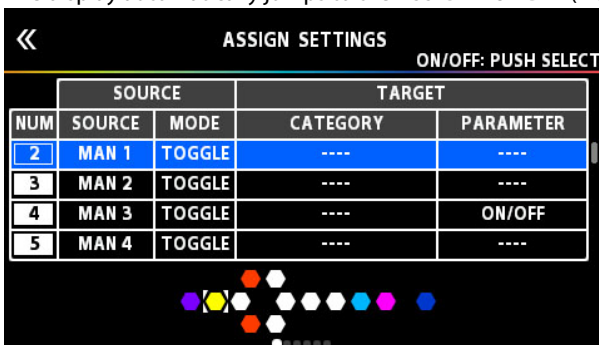 «
ASSIGN SETTINGS
ON/OFF: PUSH SELECT
SOURCE TARGET
NUM SOURCE MODE CATEGORY PARAMETER
2 MAN 1 TOGGLE ---- ----
3 MAN 2 TOGGLE ---- ----
4 MAN 3 TOGGLE ---- ON/OFF
5 MAN 4 TOGGLE ---- ----